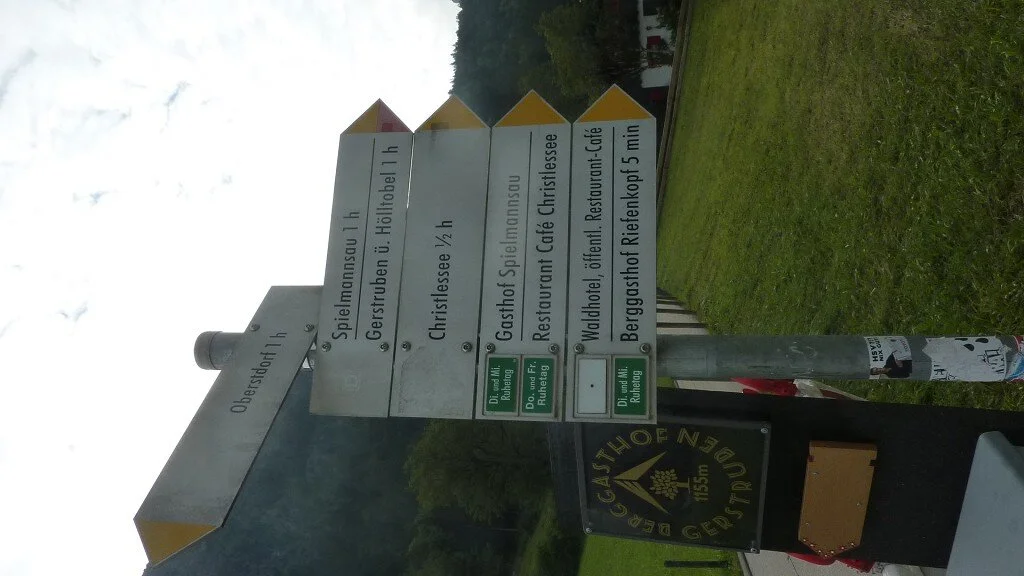 Oberstdorf 1 h
Spielmannsau 1 h
Gerstruben ü. Hölltobel 1 h
Christlessee ½ h
Di. und Mi.
Ruhetag
Gasthof Spielmannsau
Do. und Fr.
Ruhetag
Restaurant Café Christlessee
Waldhotel, öffentl. Restaurant-Café
Di. und Mi.
Ruhetag
Berggasthof Riefenkopf 5 min
BERGGASTHOF
1155m
GERSTRUBEN